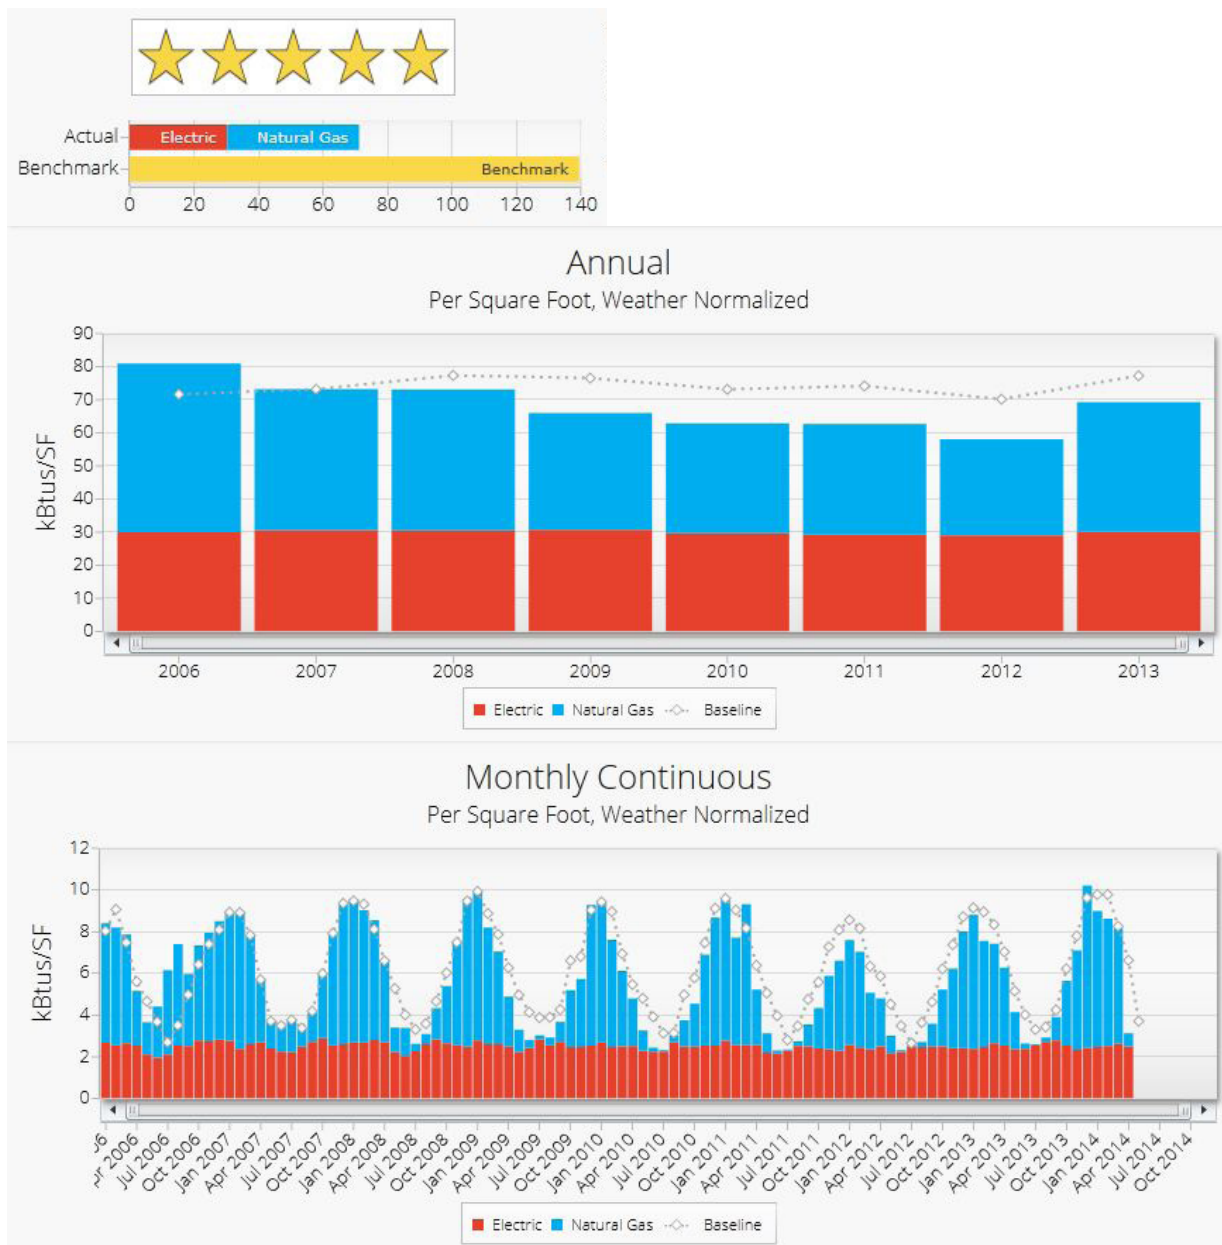 Actual
Electric Natural Gas
Benchmark
Benchmark
0 20 40 60 80 100 120 140
Annual
Per Square Foot, Weather Normalized
kBtus/SF
90
80
70
60
50
40
30
20
10
0
2006 2007 2008 2009 2010 2011 2012 2013
Electric Natural Gas Baseline
Monthly Continuous
Per Square Foot, Weather Normalized
kBtus/SF
12
10
8
6
4
2
0
06 pr 2006 Jul 2006 Oct 2006 Jan 2007 Apr 2007 Jul 2007 Oct 2007 Jan 2008 Apr 2008 Jul 2008 Oct 2008 Jan 2009 Apr 2009 Jul 2009 Oct 2009 Jan 2010 Apr 2010 Jul 2010 Oct 2010 Jan 2011 Apr 2011 Jul 2011 Oct 2011 Jan 2012 Apr 2012 Jul 2012 Oct 2012 Jan 2013 Apr 2013 Jul 2013 Oct 2013 Jan 2014 Apr 2014 Jul 2014 Oct 2014
Electric Natural Gas Baseline